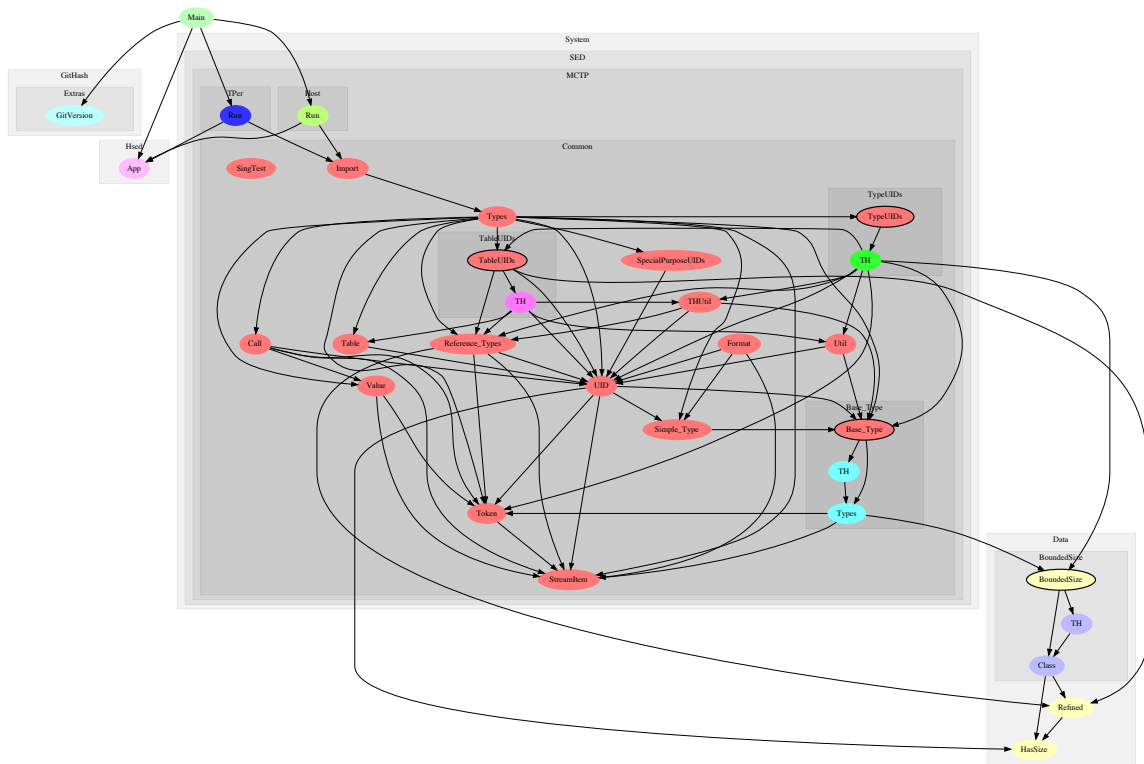 Main
System
SED
GitHash
MCTP
Extras
TPer
Host
GitVersion
Run
Run
Hsed
Common
App
SingTest
Import
TypeUIDs
Types
TypeUIDs
TableUIDs
TableUIDs
SpecialPurposeUIDs
TH
TH
THUtil
Call
Table
Reference_Types
Format
Util
Value
UID
Base_Type
Simple_Type
Base_Type
TH
Token
Types
Data
BoundedSize
StreamItem
BoundedSize
TH
Class
Refined
HasSize